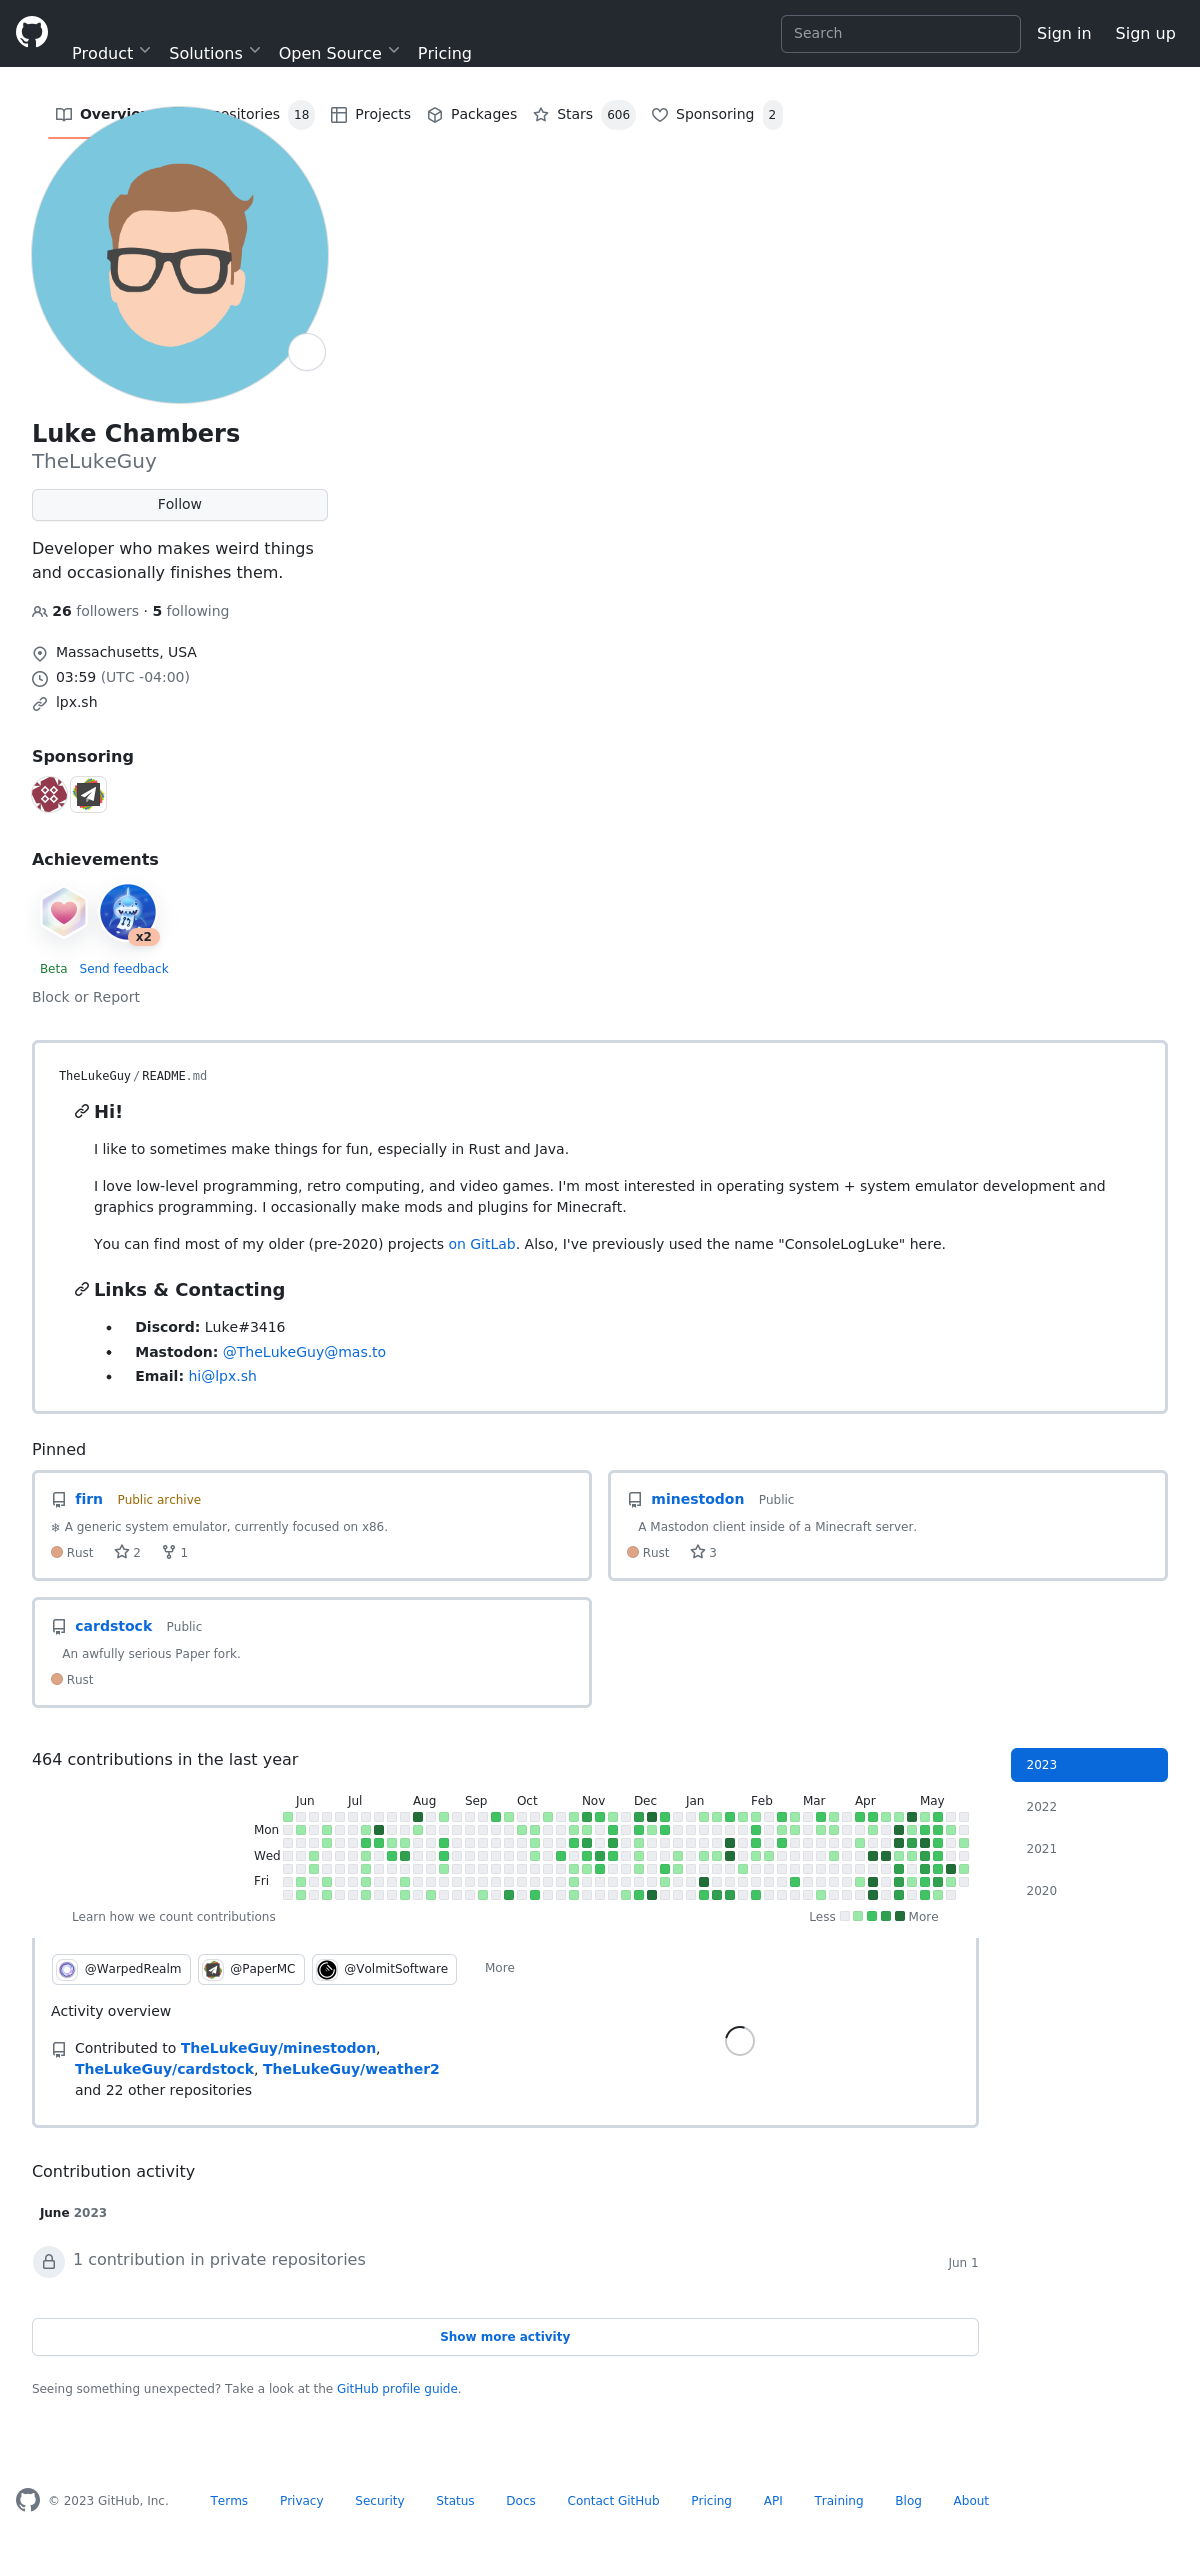 Product Solutions Open Source Pricing Search Sign in Sign up
18 Projects Packages Stars 606 Sponsoring 2
Luke Chambers
TheLukeGuy
Follow
Developer who makes weird things
and occasionally finishes them.
26 followers · 5 following
Massachusetts, USA
03:59 (UTC -04:00)
lpx.sh
Sponsoring
Achievements
x2
Beta Send feedback
Block or Report
TheLukeGuy/README.md
Hi!
I like to sometimes make things for fun, especially in Rust and Java.
I love low-level programming, retro computing, and video games. I'm most interested in operating system + system emulator development and
graphics programming. I occasionally make mods and plugins for Minecraft.
You can find most of my older (pre-2020) projects on GitLab. Also, I've previously used the name "ConsoleLogLuke" here.
Links & Contacting
• Discord: Luke#3416
• Mastodon: @TheLukeGuy@mas.to
• Email: hi@lpx.sh
Pinned
firn Public archive
❄ A generic system emulator, currently focused on x86.
Rust 2 1
minestodon Public
A Mastodon client inside of a Minecraft server.
Rust 3
cardstock Public
An awfully serious Paper fork.
Rust
464 contributions in the last year
2023
2022
2021
2020
Jun Jul Aug Sep Oct Nov Dec Jan Feb Mar Apr May
Mon
Wed
Fri
Learn how we count contributions Less More
@WarpedRealm @PaperMC @VolmitSoftware More
Activity overview
Contributed to TheLukeGuy/minestodon,
TheLukeGuy/cardstock, TheLukeGuy/weather2
and 22 other repositories
Contribution activity
June 2023
1 contribution in private repositories Jun 1
Show more activity
Seeing something unexpected? Take a look at the GitHub profile guide.
© 2023 GitHub, Inc. Terms Privacy Security Status Docs Contact GitHub Pricing API Training Blog About